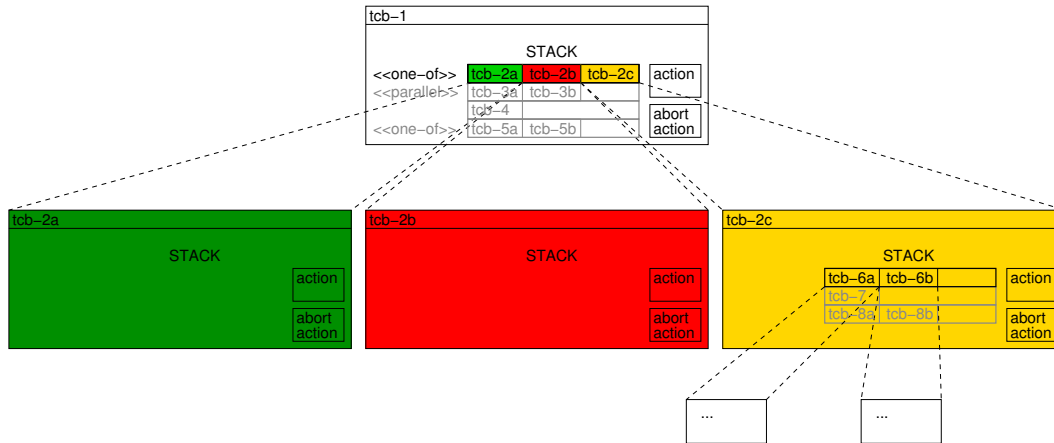 tcb-1
STACK
<<one-of>> tcb-2a tcb-2b tcb-2c action
<<parallel>> tcb-3a tcb-3b
tcb-4 abort
<<one-of>> tcb-5a tcb-5b action
tcb-2a tcb-2b tcb-2c
STACK STACK STACK
action action tcb-6a tcb-6b action
tcb-7
abort abort tcb-8a tcb-8b abort
action action action
... ...